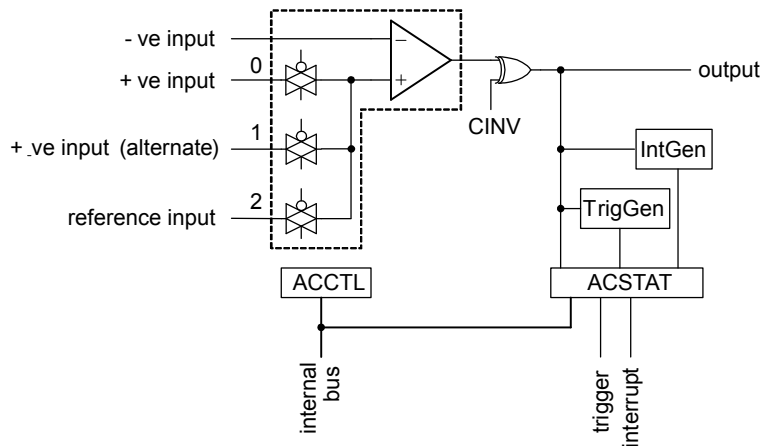 - ve input
+ ve input
0
−
+
output
CINV
+ -ve input (alternate)
1
IntGen
reference input
2
TrigGen
ACCTL
ACSTAT
internal
bus
trigger
interrupt